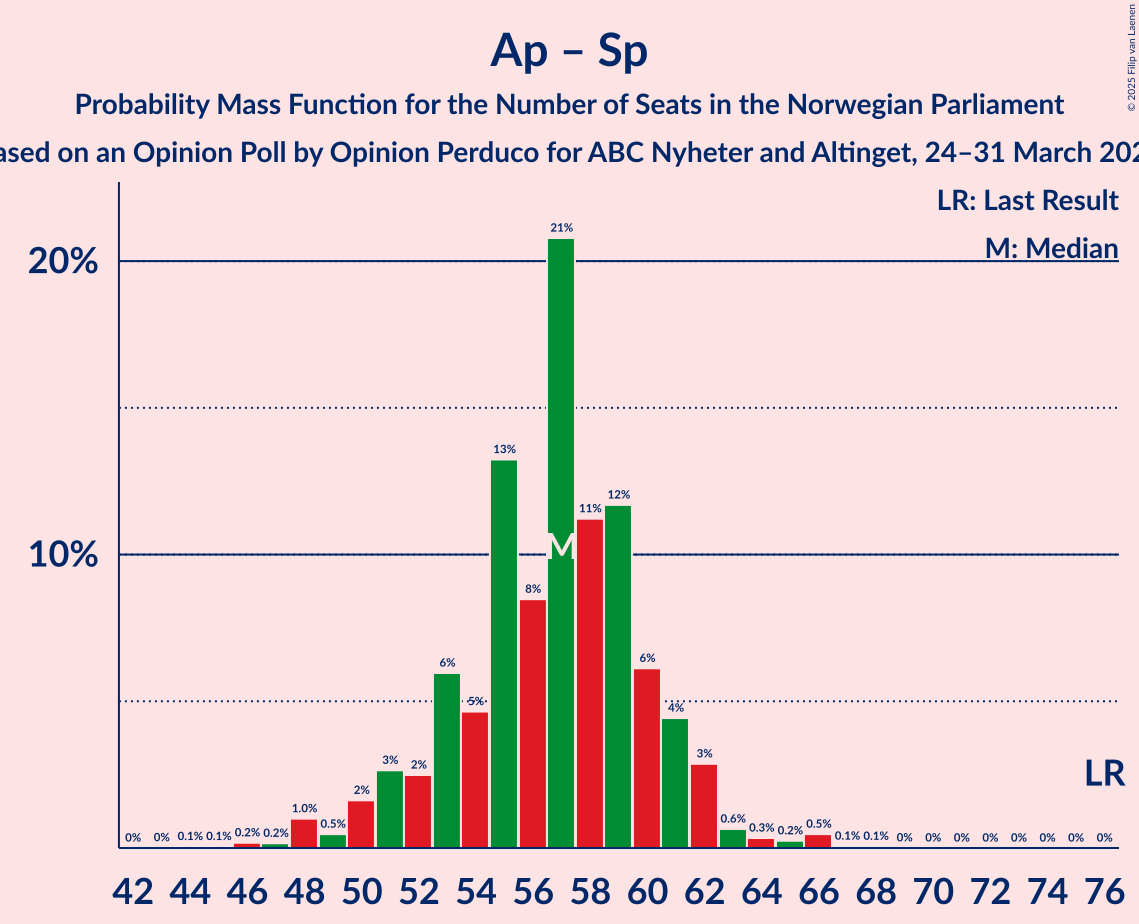 Ap – Sp
Probability Mass Function for the Number of Seats in the Norwegian Parliament
ased on an Opinion Poll by Opinion Perduco for ABC Nyheter and Altinget, 24–31 March 202
© 2025 Filip van Laenen
LR: Last Result
M: Median
20%
10%
0% 0% 0.1% 0.1% 0.2% 0.2% 1.0% 0.5% 2% 3% 2% 6% 5% 13% 8% 21% 11% 12% 6% 4% 3% 0.6% 0.3% 0.2% 0.5% 0.1% 0.1% 0% 0% 0% 0% 0% 0% 0% 0%
M
LR
42 44 46 48 50 52 54 56 58 60 62 64 66 68 70 72 74 76